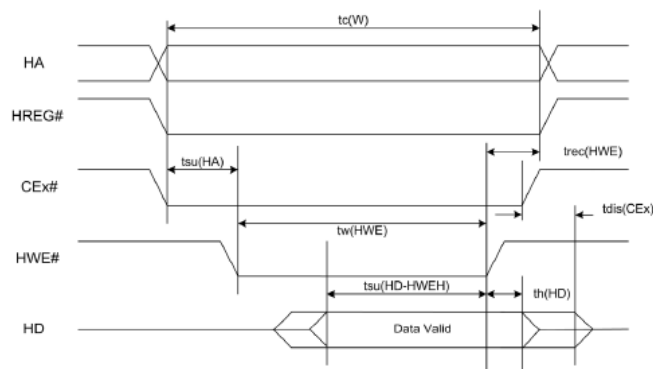 tc(W)
HA
HREG#
tsu(HA)
trec(HWE)
CEx#
tdis(CEx)
tw(HWE)
HWE#
tsu(HD-HWEH)
th(HD)
HD
Data Valid